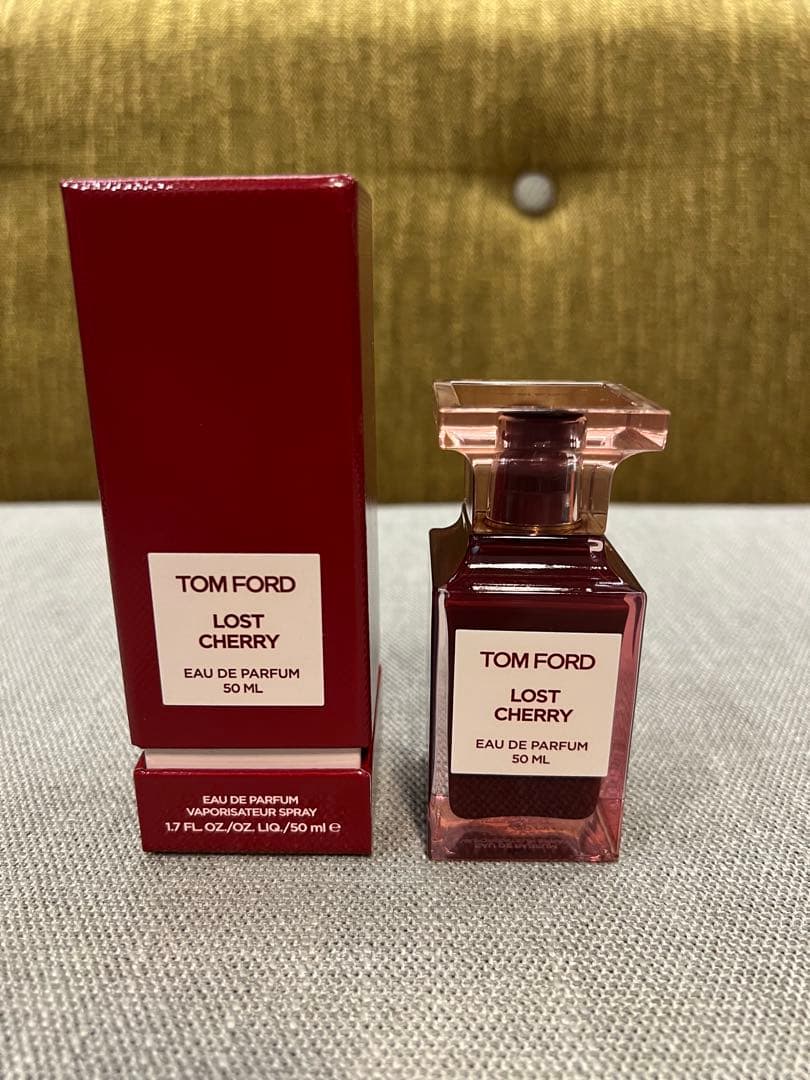 TOM FORD
LOST
CHERRY
EAU DE PARFUM
50 ML
EAU DE PARFUM
VAPORISATEUR SPRAY
1.7 FL. OZ./OZ. LIQ./50 ml ℮
TOM FORD
LOST
CHERRY
EAU DE PARFUM
50 ML